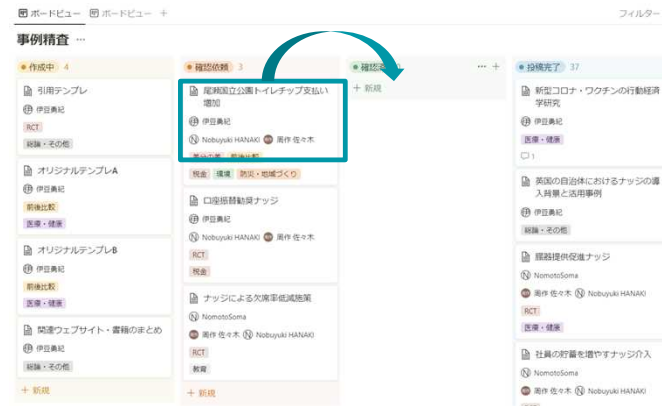 ボードビュー ボードビュー +
フィルター
事例精査 ...
作成中 4
引用テンプレ
伊豆勇紀
RCT
総論・その他
オリジナルテンプレA
伊豆勇紀
前後比較
医療・健康
オリジナルテンプレB
伊豆勇紀
前後比較
医療・健康
関連ウェブサイト・書籍のまとめ
伊豆勇紀
総論・その他
+ 新規
確認依頼 3
尾瀬国立公園トイレチップ支払い
増加
伊豆勇紀
Nobuyuki HANAKI 周作 佐々木
前後比較
税金 環境 防災・地域づくり
口座振替勧奨ナッジ
伊豆勇紀
Nobuyuki HANAKI 周作 佐々木
RCT
税金
ナッジによる欠席率低減施策
NomotoSoma
周作 佐々木 Nobuyuki HANAKI
RCT
教育
+ 新規
確認済 ... +
+ 新規
投稿完了 37
新型コロナ・ワクチンの行動経済
学研究
伊豆勇紀
医療・健康
1
英国の自治体におけるナッジの導
入背景と活用事例
伊豆勇紀
総論・その他
臓器提供促進ナッジ
NomotoSoma
周作 佐々木 Nobuyuki HANAKI
RCT
医療・健康
社員の貯蓄を増やすナッジ介入
NomotoSoma
周作 佐々木 Nobuyuki HANAKI